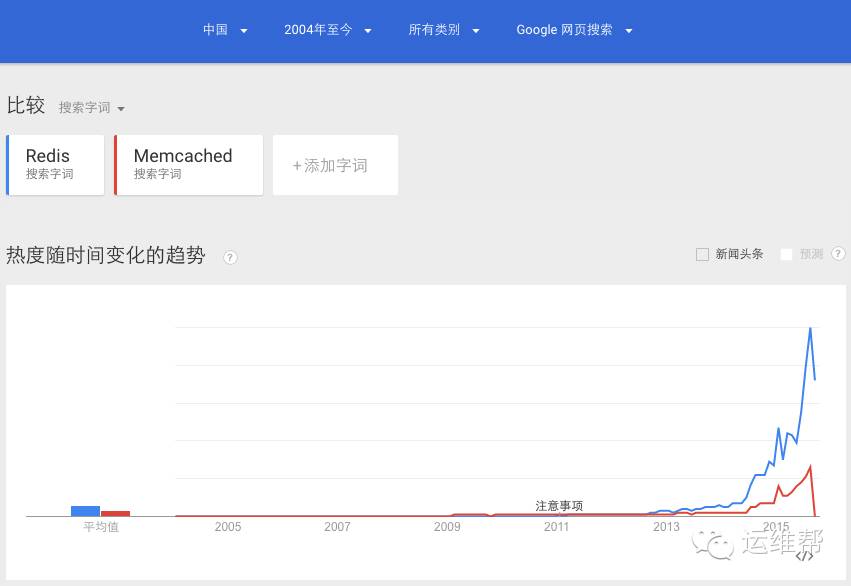 中国 2004年至今 所有类别 Google 网页搜索
比较 搜索字词
Redis Memcached +添加字词
搜索字词 搜索字词
热度随时间变化的趋势 ? 新闻头条 预测 ?
注意事项
平均值 2005 2007 2009 2011 2013 2015
运维帮
</>